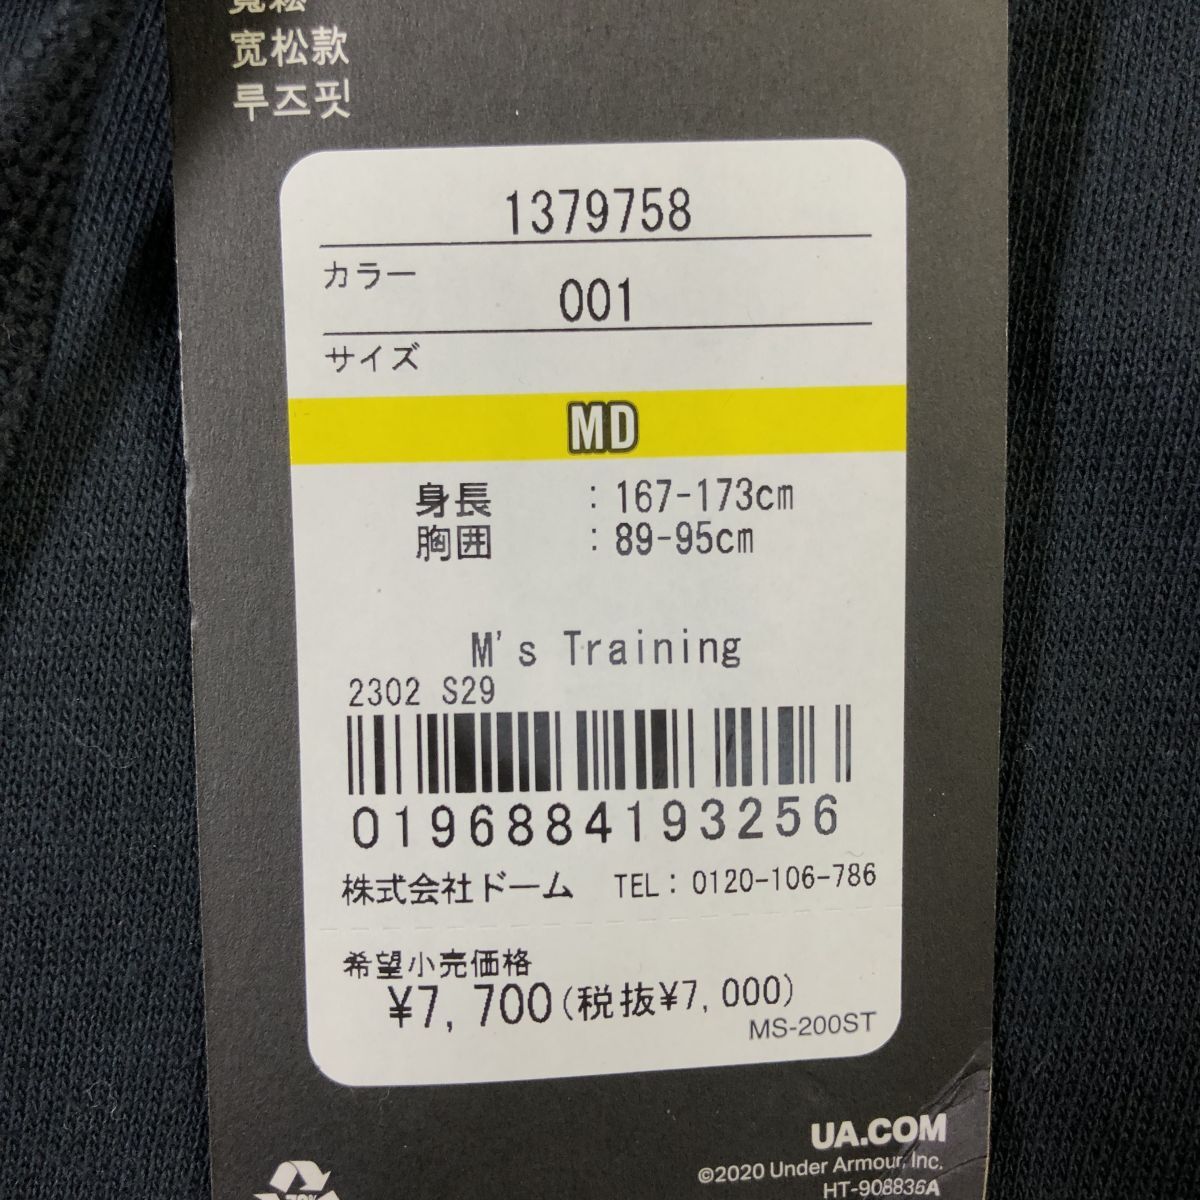 寬松
宽松款
루즈핏
1379758
カラー
001
サイズ
MD
身長 : 167-173cm
胸囲 : 89-95cm
M's Training
2302 S29
0196884193256
株式会社ドーム TEL: 0120-106-786
希望小売価格
¥7,700(税抜¥7,000)
MS-200ST
UA.COM
©2020 Under Armour, Inc.
HT-908836A